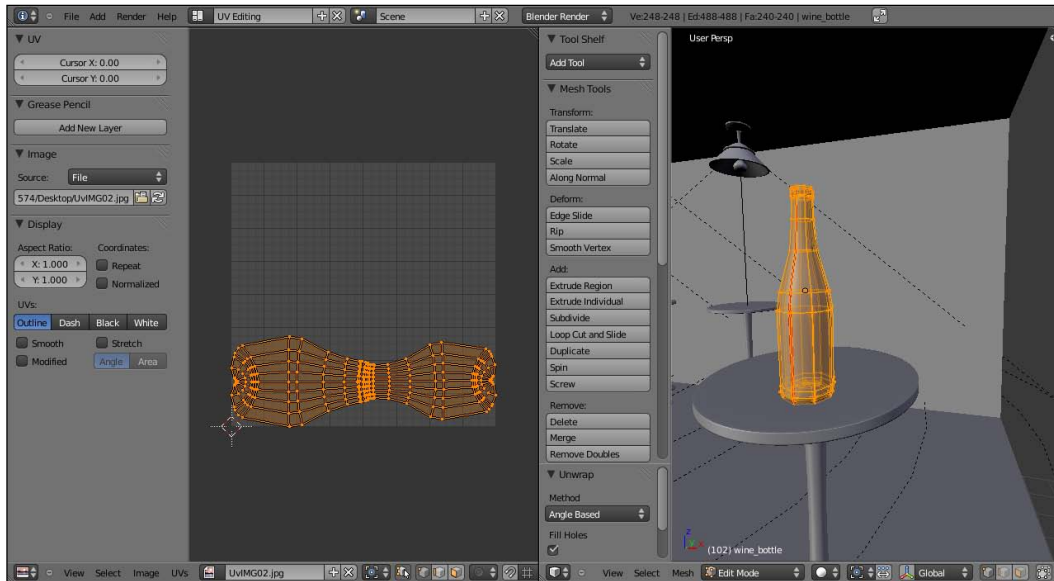 File Add Render Help UV Editing Scene Blender Render Ve:248-248 | Ed:488-488 | Fa:240-240 | wine_bottle
UV
Cursor X: 0.00
Cursor Y: 0.00
Grease Pencil
Add New Layer
Image
Source: File
574/Desktop/UvIMG02.jpg
Display
Aspect Ratio: Coordinates:
X: 1.000 Repeat
Y: 1.000 Normalized
UVs:
Outline Dash Black White
Smooth Stretch
Modified Angle Area
Tool Shelf
Add Tool
Mesh Tools
Transform:
Translate
Rotate
Scale
Along Normal
Deform:
Edge Slide
Rip
Smooth Vertex
Add:
Extrude Region
Extrude Individual
Subdivide
Loop Cut and Slide
Duplicate
Spin
Screw
Remove:
Delete
Merge
Remove Doubles
Unwrap
Method
Angle Based
Fill Holes
User Persp
z
x
(102) wine_bottle
View Select Image UVs UvIMG02.jpg
View Select Mesh Edit Mode Global